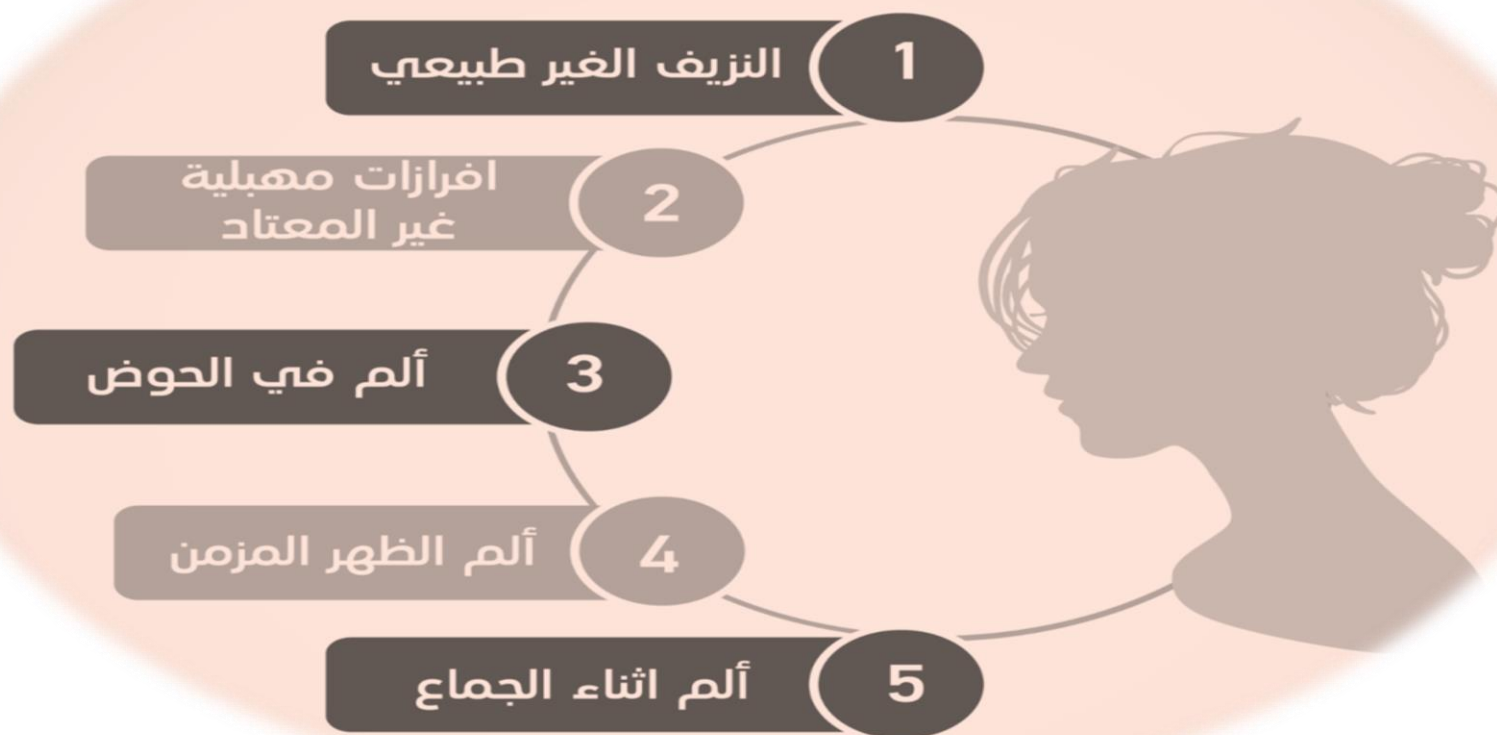 1
النزيف الغير طبيعي
2
افرازات مهبلية
غير المعتاد
3
ألم في الحوض
4
ألم الظهر المزمن
5
ألم اثناء الجماع